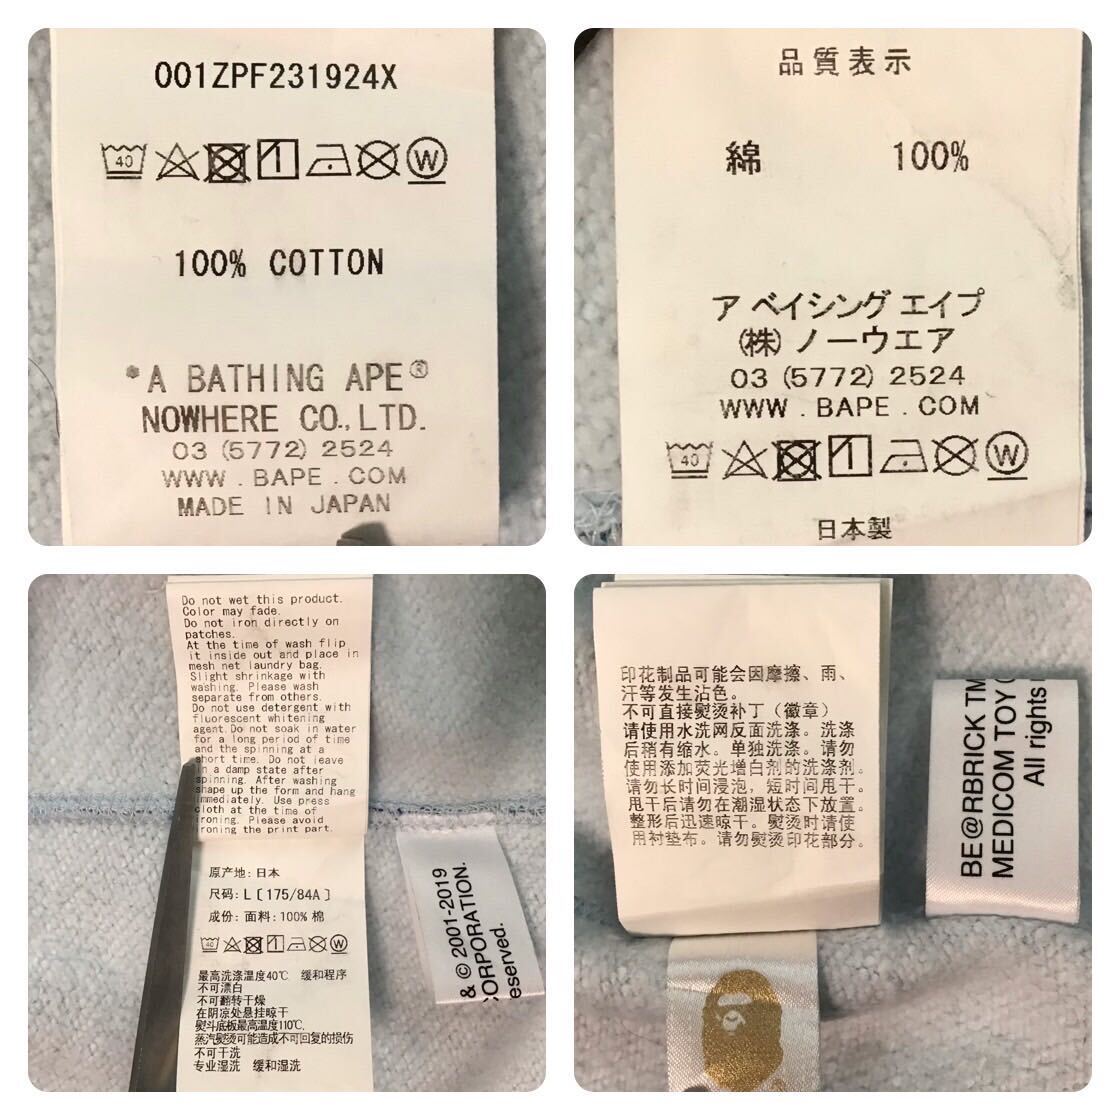 001ZPF231924X
40
W
100% COTTON
*A BATHING APE®
NOWHERE CO.,LTD.
03 (5772) 2524
WWW . BAPE . COM
MADE IN JAPAN
品質表示
綿 100%
ア ベイシング エイプ
(株) ノーウエア
03 (5772) 2524
WWW . BAPE . COM
40
W
日本製
Do not wet this product.
Color may fade.
Do not iron directly on
patches.
At the time of wash flip
it inside out and place in
mesh net laundry bag.
Slight shrinkage with
washing. Please wash
separate from others.
Do not use detergent with
fluorescent whitening
agent.Do not soak in water
for a long period of time
and the spinning at a
short time. Do not leave
in a damp state after
spinning. After washing
shape up the form and hang
immediately. Use press
cloth at the time of
ironing. Please avoid
ironing the print part.
原产地: 日本
尺码: L [175/84A]
成份: 面料: 100% 棉
40
W
最高洗涤温度40℃ 缓和程序
不可漂白
不可翻转干燥
在阴凉处悬挂晾干
熨斗底板最高温度110℃,
蒸汽熨烫可能造成不可回复的损伤
不可干洗
专业湿洗 缓和湿洗
& © 2001-2019
CORPORATION.
eserved.
印花制品可能会因摩擦、雨、
汗等发生沾色。
不可直接熨烫补丁（徽章）
请使用水洗网反面洗涤。洗涤
后稍有缩水。单独洗涤。请勿
使用添加荧光增白剂的洗涤剂。
请勿长时间浸泡，短时间甩干。
甩干后请勿在潮湿状态下放置。
整形后迅速晾干。熨烫时请使
用衬垫布。请勿熨烫印花部分。
BE@RBRICK TM
MEDICOM TOY
All rights